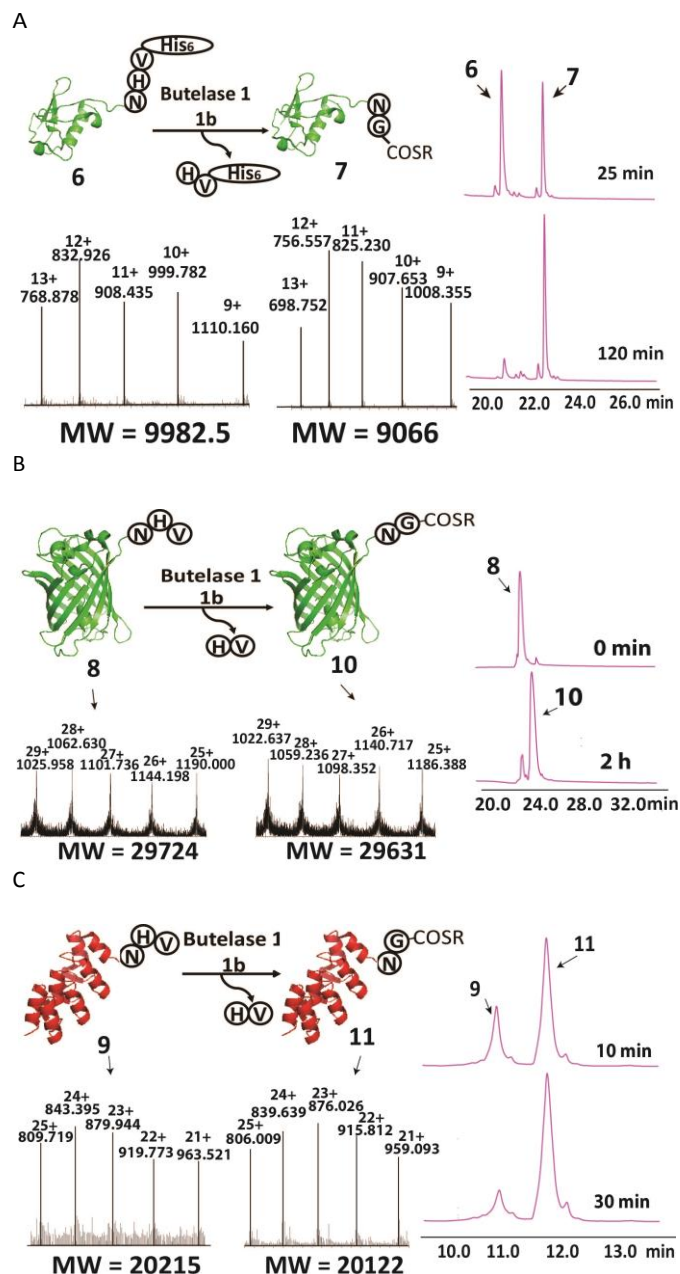 A
His6
V
H
N
6
Butelase 1
1b
H V His6
N
G
COSR
7
6
7
25 min
120 min
20.0 22.0 24.0 26.0 min
13+
768.878
12+
832.926
11+
908.435
10+
999.782
9+
1110.160
MW = 9982.5
13+
698.752
12+
756.557
11+
825.230
10+
907.653
9+
1008.355
MW = 9066
B
N H V
8
Butelase 1
1b
H V
N G COSR
10
8
0 min
10
2 h
20.0 24.0 28.0 32.0min
29+
1025.958
28+
1062.630
27+
1101.736
26+
1144.198
25+
1190.000
MW = 29724
29+
1022.637
28+
1059.236
27+
1098.352
26+
1140.717
25+
1186.388
MW = 29631
C
N H V
9
Butelase 1
1b
H V
G COSR
N
11
9
11
10 min
30 min
10.0 11.0 12.0 13.0 min
25+
809.719
24+
843.395
23+
879.944
22+
919.773
21+
963.521
MW = 20215
25+
806.009
24+
839.639
23+
876.026
22+
915.812
21+
959.093
MW = 20122